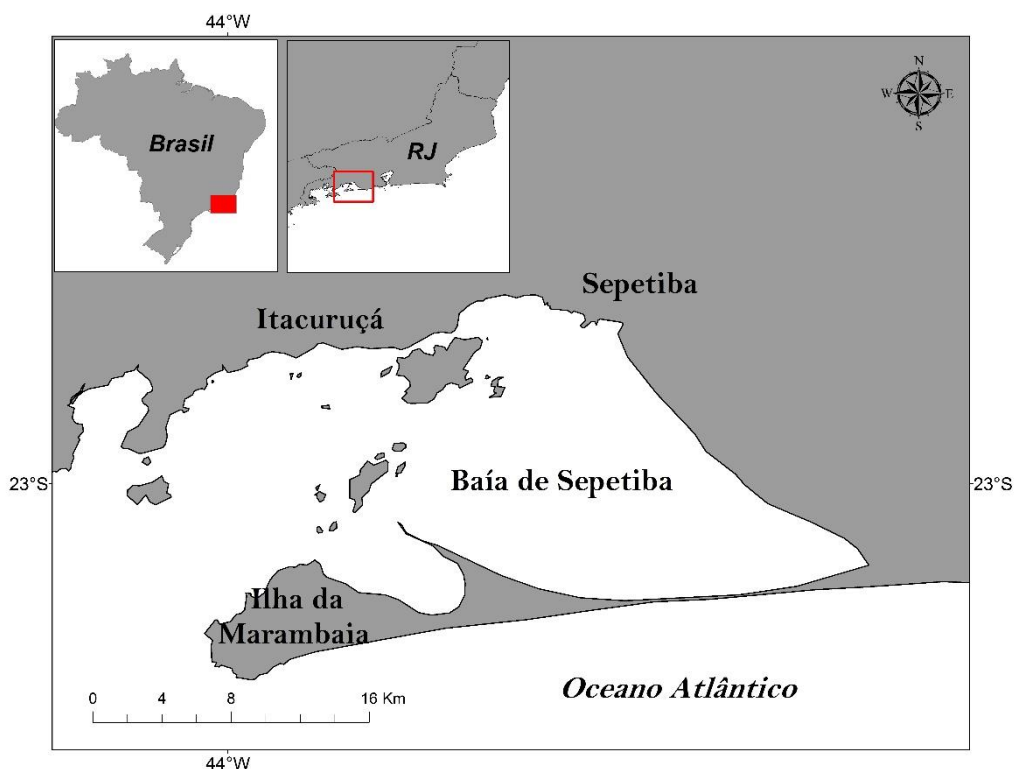 44°W
Brasil
RJ
N
W
E
S
Sepetiba
Itacuruçá
23°S
Baía de Sepetiba
23°S
Ilha da
Marambaia
Oceano Atlântico
0 4 8 16 Km
44°W